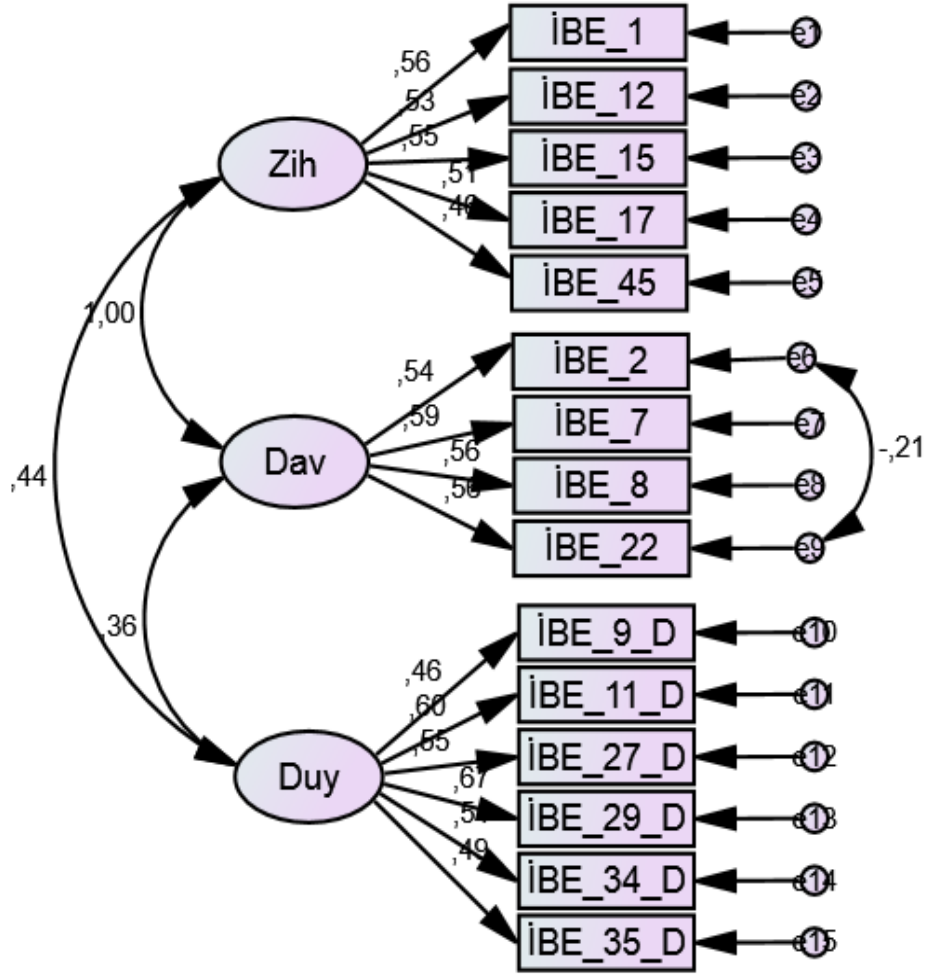 ,56
İBE_1
e1
,53
İBE_12
e2
,55
İBE_15
e3
Zih
,51
İBE_17
e4
İBE_45
e5
1,00
,54
İBE_2
e6
,59
İBE_7
e7
,56
-,21
Dav
İBE_8
e8
,44
İBE_22
e9
,36
İBE_9_D
e10
,46
,60
İBE_11_D
e11
,55
İBE_27_D
e12
Duy
,67
İBE_29_D
e13
,49
İBE_34_D
e14
İBE_35_D
e15